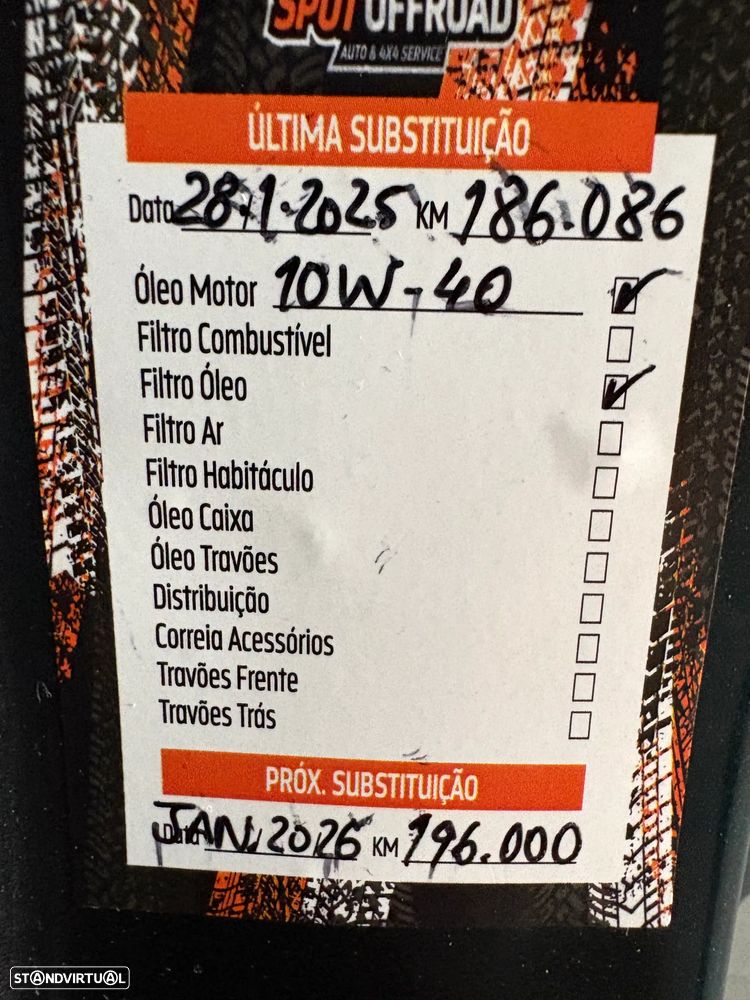 SPOT OFFROAD
AUTO & 4X4 SERVICE
ÚLTIMA SUBSTITUIÇÃO
Data 28.1.2025 KM 186.086
Óleo Motor 10W-40
Filtro Combustível
Filtro Óleo
Filtro Ar
Filtro Habitáculo
Óleo Caixa
Óleo Travões
Distribuição
Correia Acessórios
Travões Frente
Travões Trás
PRÓX. SUBSTITUIÇÃO
Data JAN. 2026 KM 196.000
STANDVIRTUAL